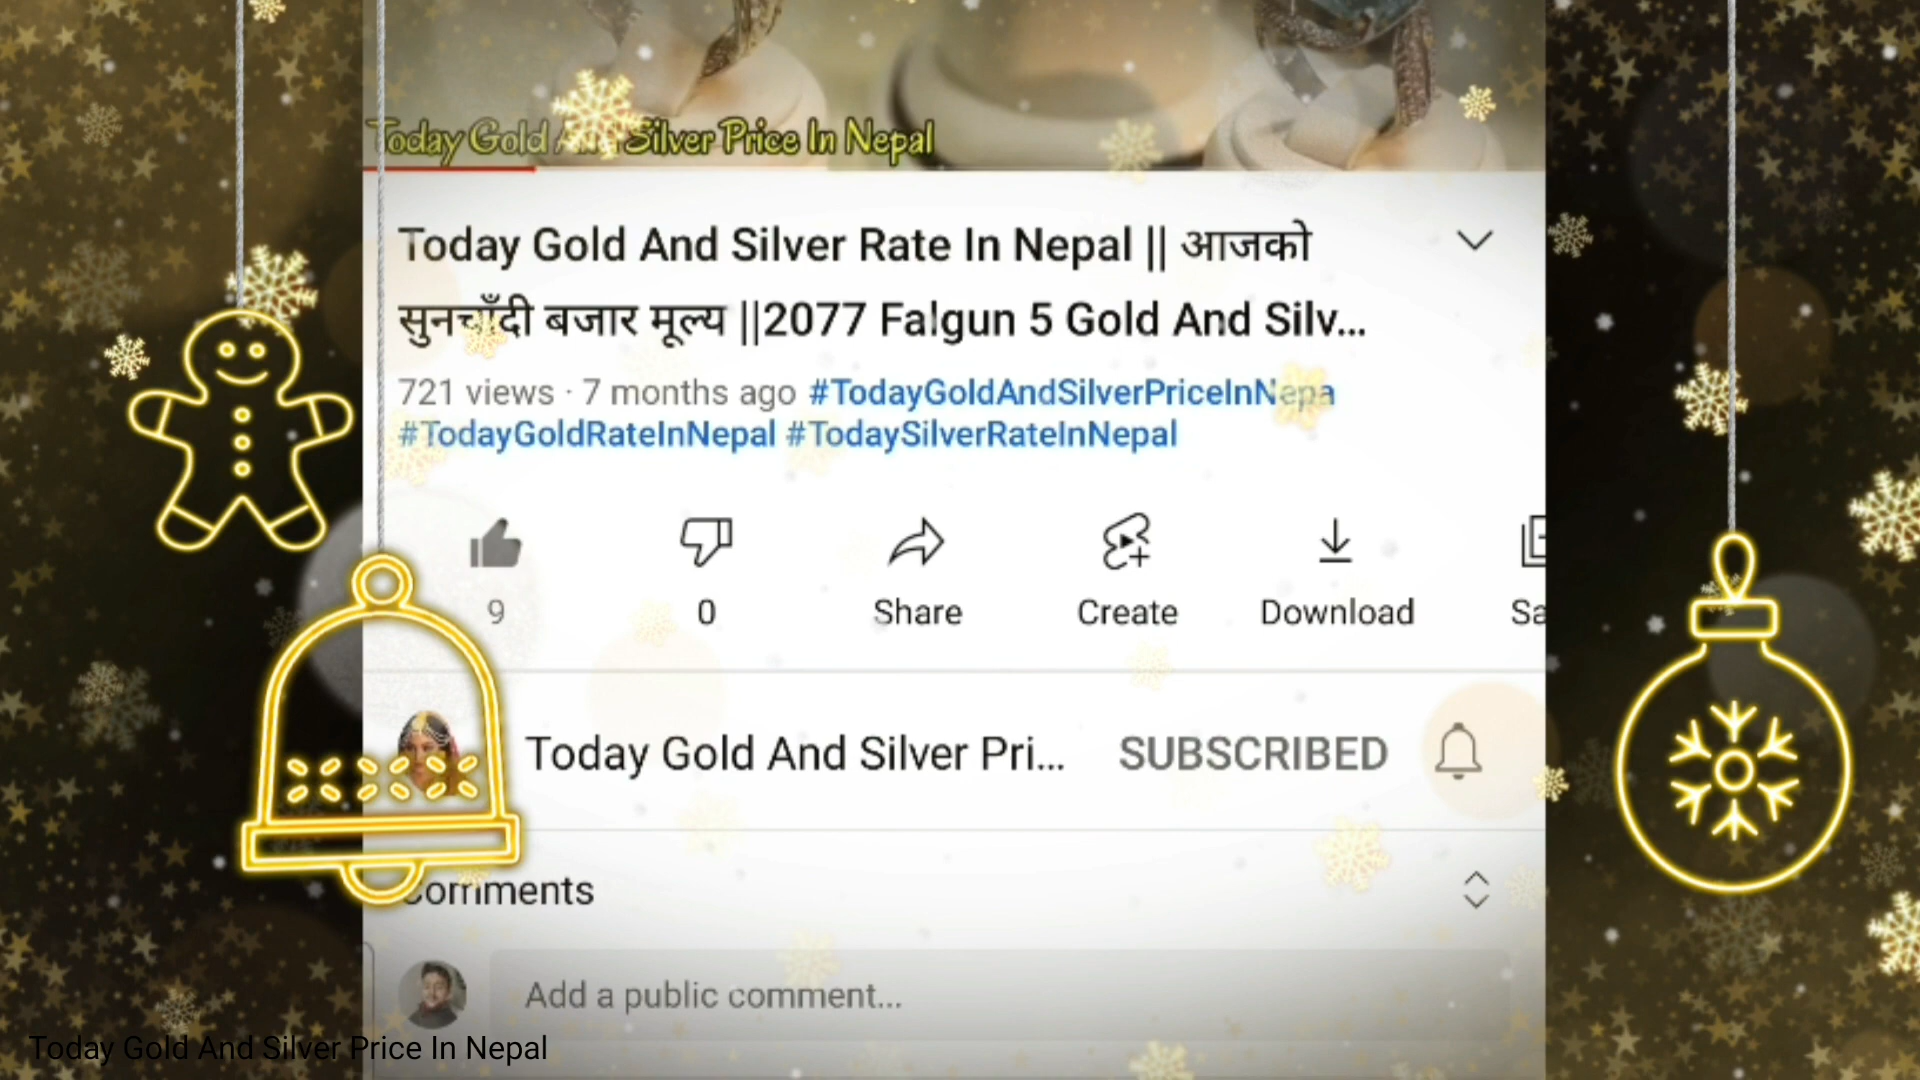 Today Gold And Silver Price In Nepal
Today Gold And Silver Rate In Nepal || आजको
सुनचाँदी बजार मूल्य ||2077 Falgun 5 Gold And Silv...
721 views · 7 months ago #TodayGoldAndSilverPriceInNepa
#TodayGoldRateInNepal #TodaySilverRateInNepal
9 0 Share Create Download Sa
Today Gold And Silver Pri... SUBSCRIBED
Comments
Add a public comment...
Today Gold And Silver Price In Nepal